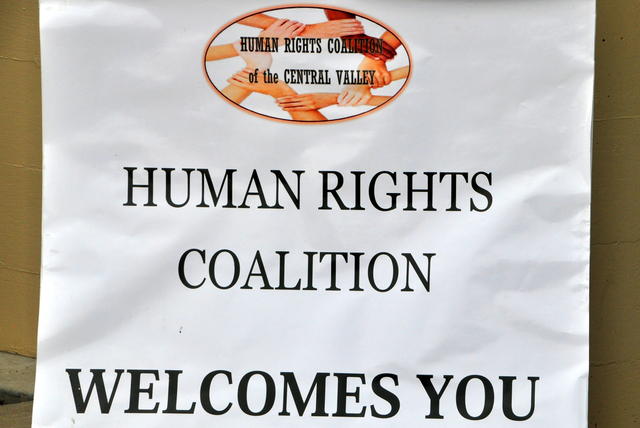 HUMAN RIGHTS COALITION
of the CENTRAL VALLEY
HUMAN RIGHTS
COALITION
WELCOMES YOU